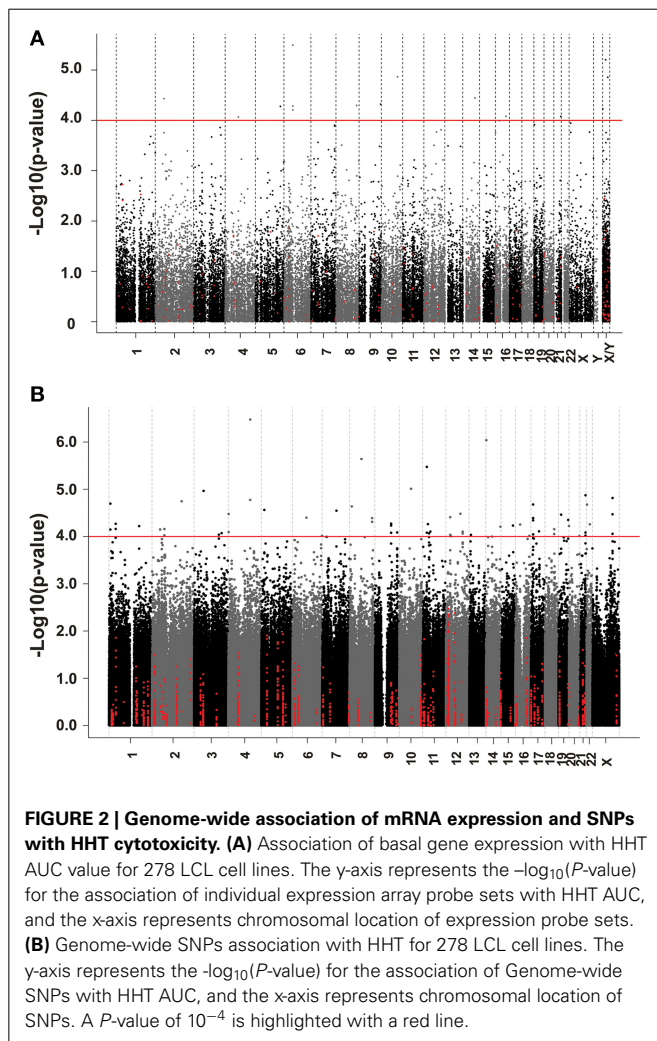 A
5.0
4.0
3.0
2.0
1.0
0
-Log10(p-value)
1 2 3 4 5 6 7 8 9 10 11 12 13 14 15 16 17 18 19 20 21 22 X Y X/Y
B
6.0
5.0
4.0
3.0
2.0
1.0
0.0
-Log10(p-value)
1 2 3 4 5 6 7 8 9 10 11 12 13 14 15 16 17 18 19 20 21 22 X
FIGURE 2 | Genome-wide association of mRNA expression and SNPs
with HHT cytotoxicity. (A) Association of basal gene expression with HHT
AUC value for 278 LCL cell lines. The y-axis represents the –log₁₀(P-value)
for the association of individual expression array probe sets with HHT AUC,
and the x-axis represents chromosomal location of expression probe sets.
(B) Genome-wide SNPs association with HHT for 278 LCL cell lines. The
y-axis represents the -log₁₀(P-value) for the association of Genome-wide
SNPs with HHT AUC, and the x-axis represents chromosomal location of
SNPs. A P-value of 10⁻⁴ is highlighted with a red line.